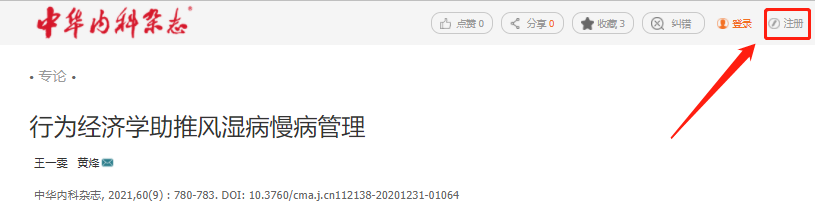 中华内科杂志® 点赞 0 分享 0 收藏 3 纠错 登录 注册
• 专论 •
行为经济学助推风湿病慢病管理
王一雯 黄烽
中华内科杂志, 2021,60(9) : 780-783. DOI: 10.3760/cma.j.cn112138-20201231-01064